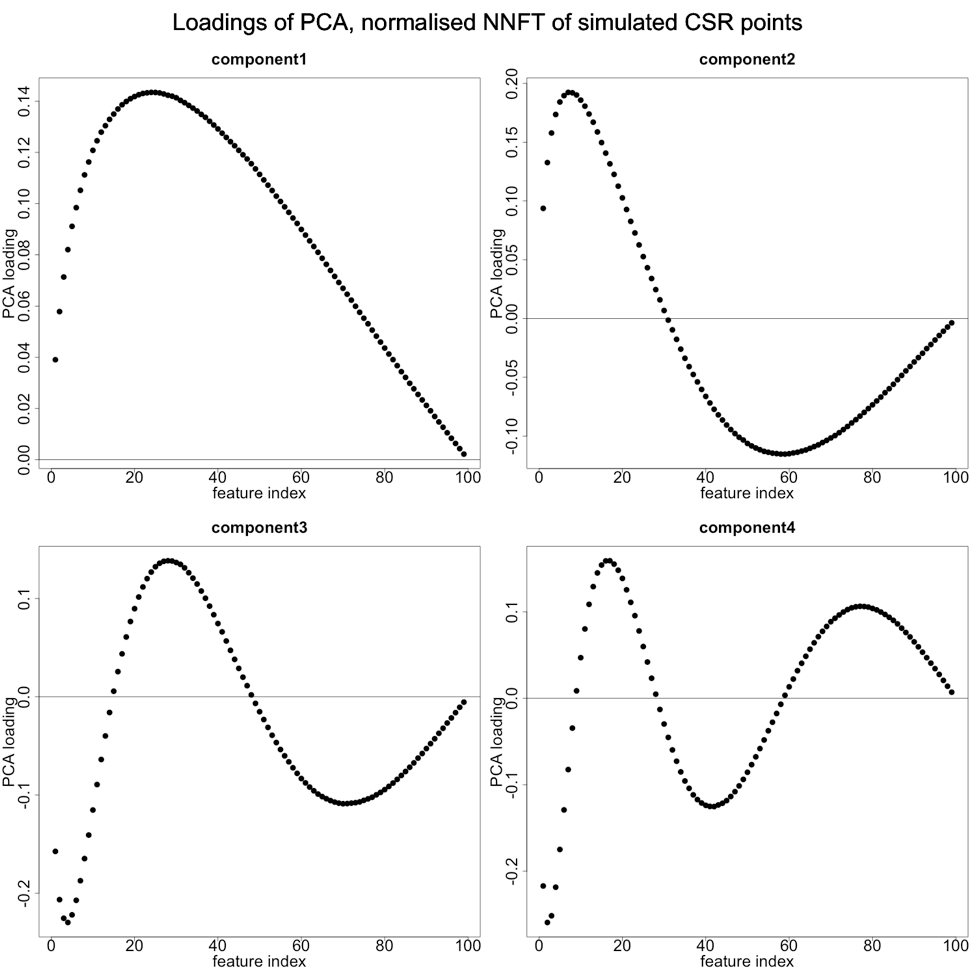 Loadings of PCA, normalised NNFT of simulated CSR points
component1
component2
PCA loading
0.00 0.02 0.04 0.06 0.08 0.10 0.12 0.14
0 20 40 60 80 100
feature index
PCA loading
-0.10 -0.05 0.00 0.05 0.10 0.15 0.20
0 20 40 60 80 100
feature index
component3
component4
PCA loading
-0.2 -0.1 0.0 0.1
0 20 40 60 80 100
feature index
PCA loading
-0.2 -0.1 0.0 0.1
0 20 40 60 80 100
feature index